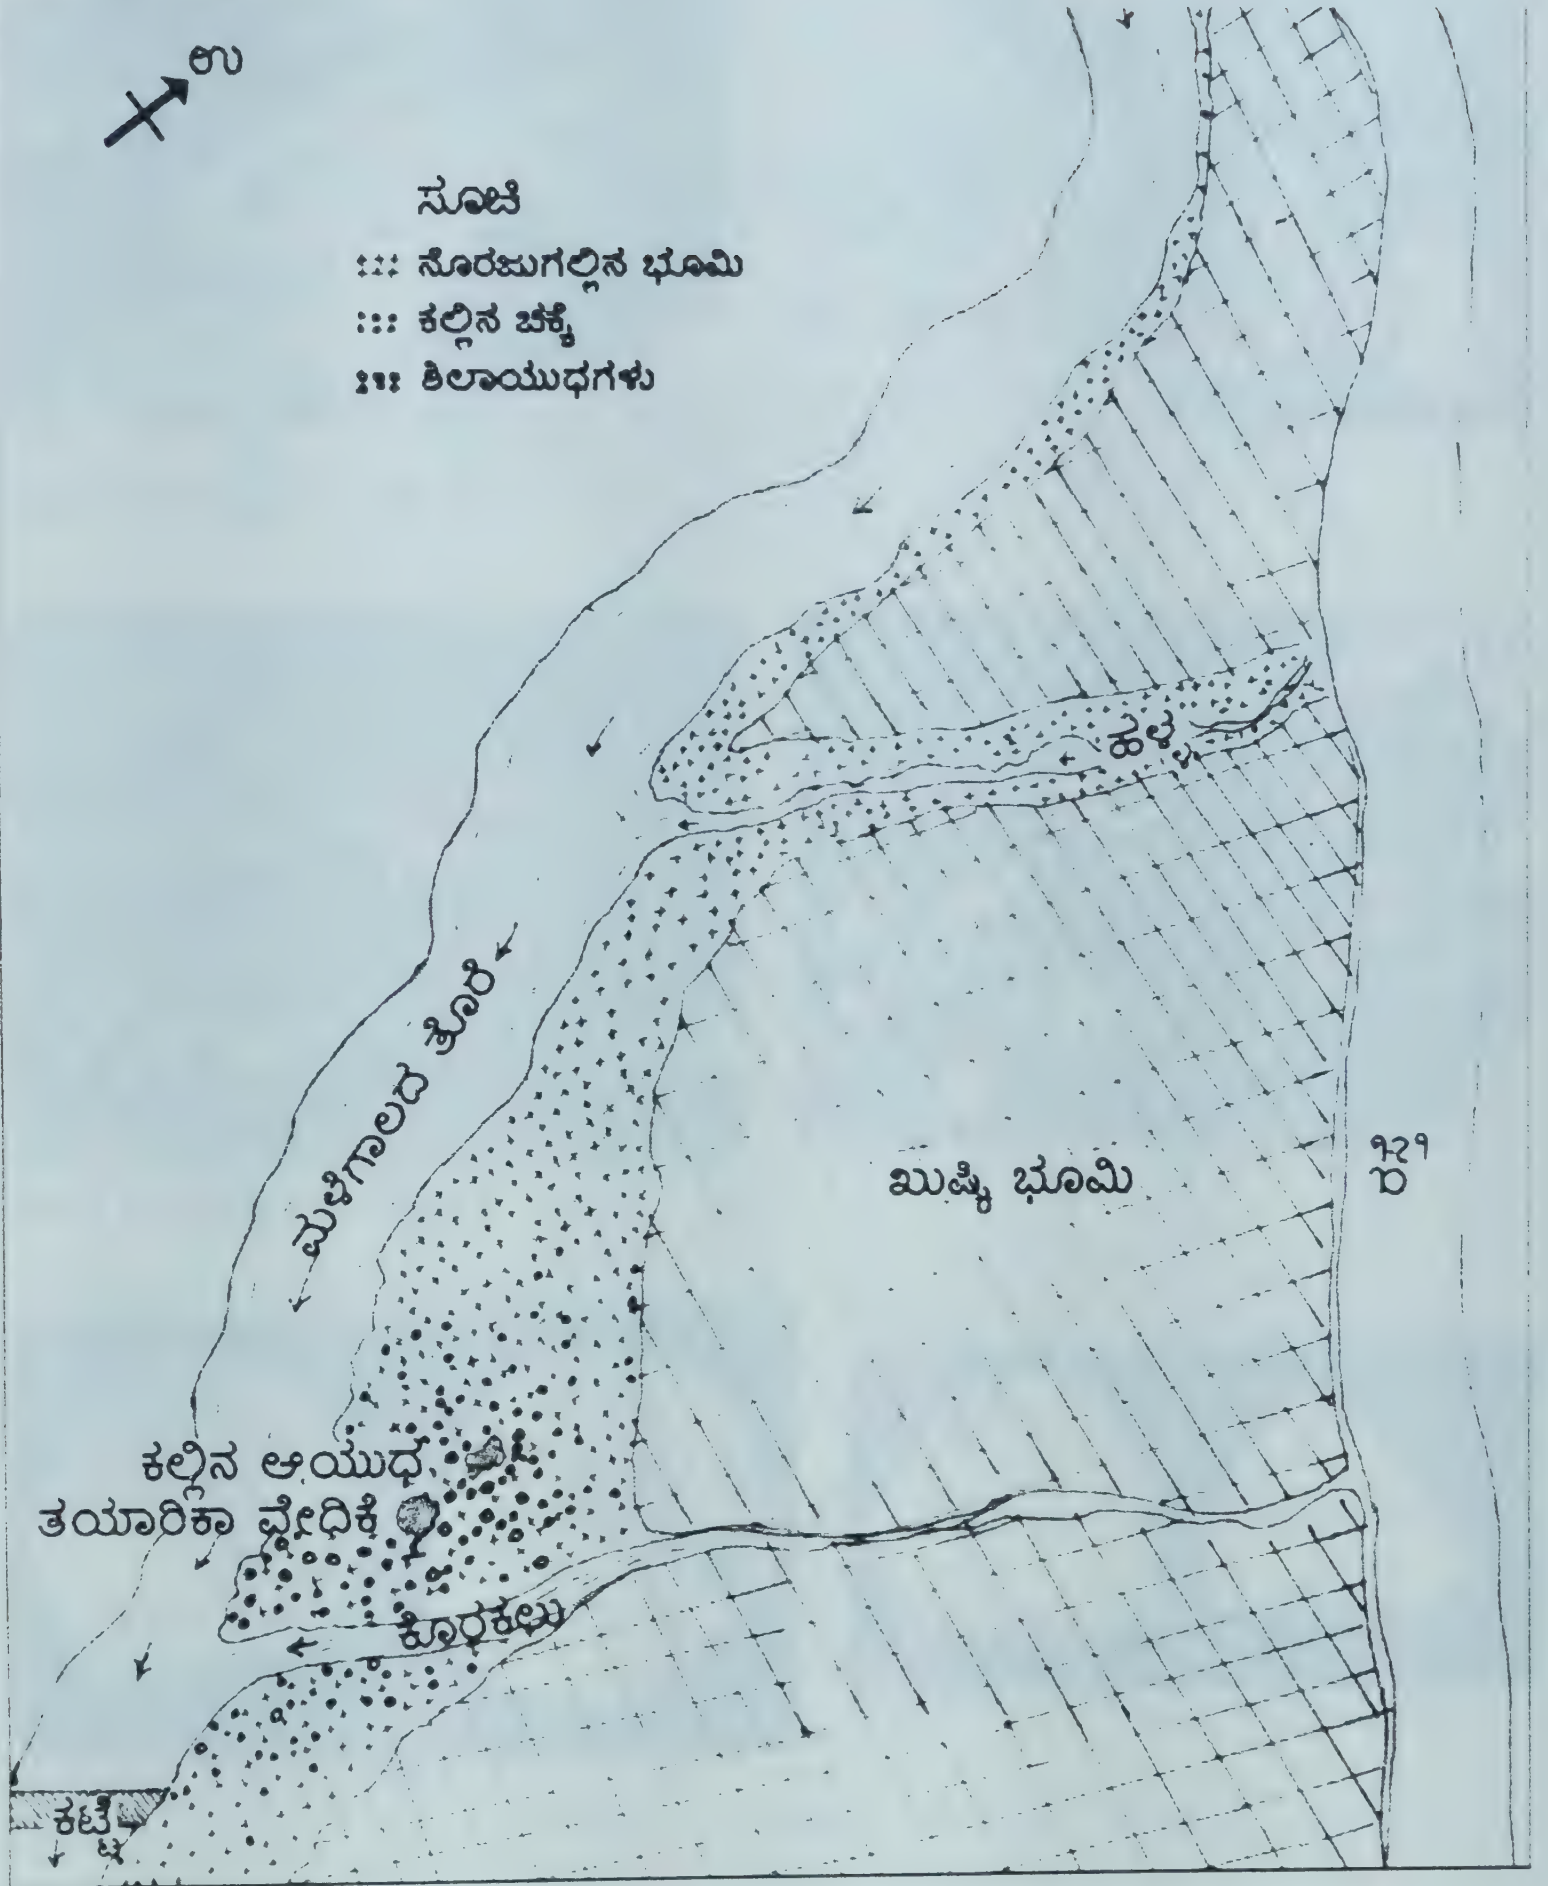 ಉ
ಸೂಚಿ
ನೊರಜುಗಲ್ಲಿನ ಭೂಮಿ
ಕಲ್ಲಿನ ಚಕ್ಕೆ
ಶಿಲಾಯುಧಗಳು
ಹಳ್ಳ
ಮಳೆಗಾಲದ ತೊರೆ
ಖುಷ್ಕಿ ಭೂಮಿ
ಕಲ್ಲಿನ ಆಯುಧ
ತಯಾರಿಕಾ ವೇಧಿಕೆ
ಕೊರಕಲು
ಕಟ್ಟೆ